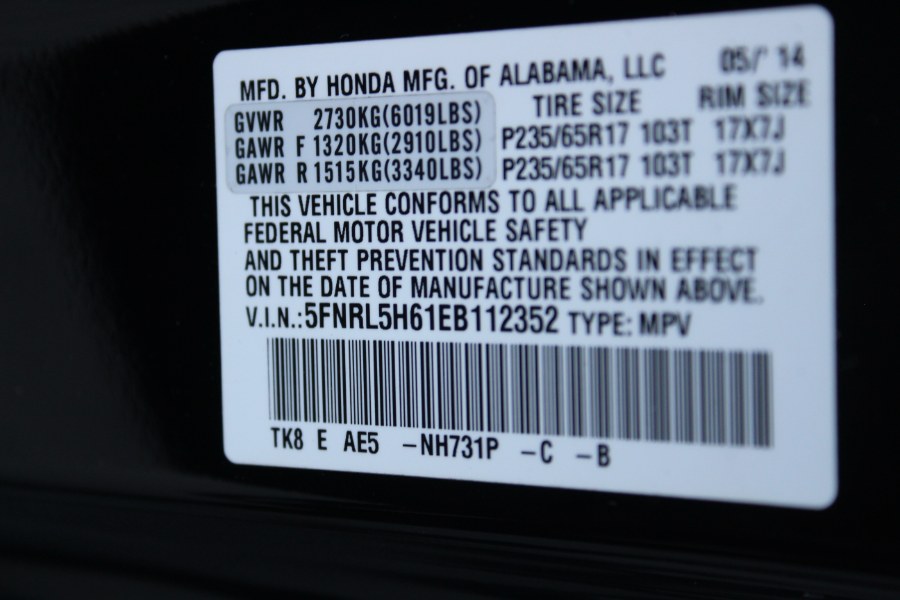 MFD. BY HONDA MFG. OF ALABAMA, LLC 05/' 14
TIRE SIZE RIM SIZE
GVWR 2730KG(6019LBS)
GAWR F 1320KG(2910LBS) P235/65R17 103T 17X7J
GAWR R 1515KG(3340LBS) P235/65R17 103T 17X7J
THIS VEHICLE CONFORMS TO ALL APPLICABLE
FEDERAL MOTOR VEHICLE SAFETY
AND THEFT PREVENTION STANDARDS IN EFFECT
ON THE DATE OF MANUFACTURE SHOWN ABOVE.
V.I.N.:5FNRL5H61EB112352 TYPE: MPV
TK8 E AE5 -NH731P -C -B